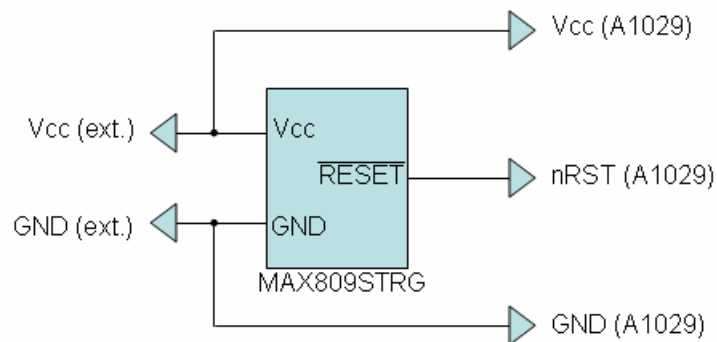 Vcc (A1029)
Vcc (ext.)
Vcc
RESET
nRST (A1029)
GND (ext.)
GND
MAX809STRG
GND (A1029)